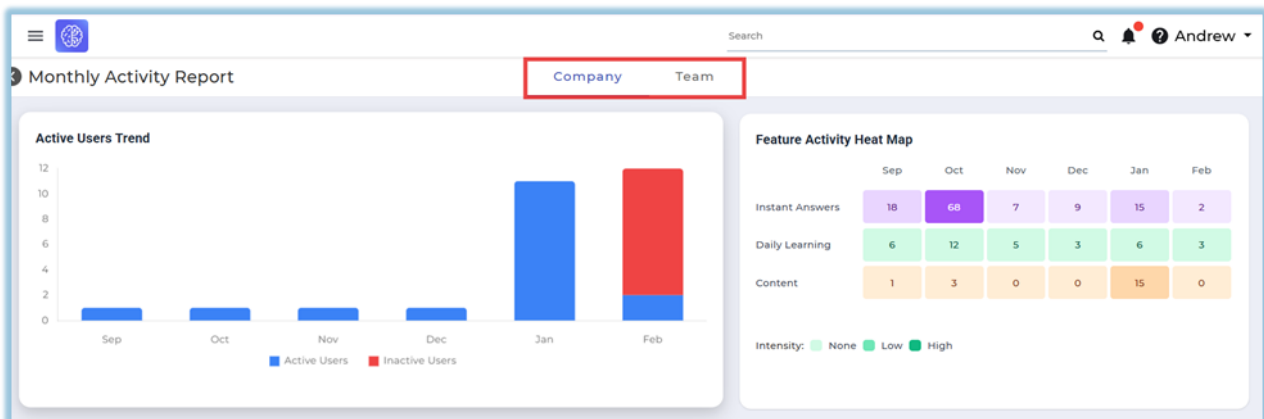 Search
Andrew
Monthly Activity Report
Company Team
Active Users Trend
12
10
8
6
4
2
0
Sep Oct Nov Dec Jan Feb
Active Users Inactive Users
Feature Activity Heat Map
Sep Oct Nov Dec Jan Feb
Instant Answers 18 68 7 9 15 2
Daily Learning 6 12 5 3 6 3
Content 1 3 0 0 15 0
Intensity: None Low High